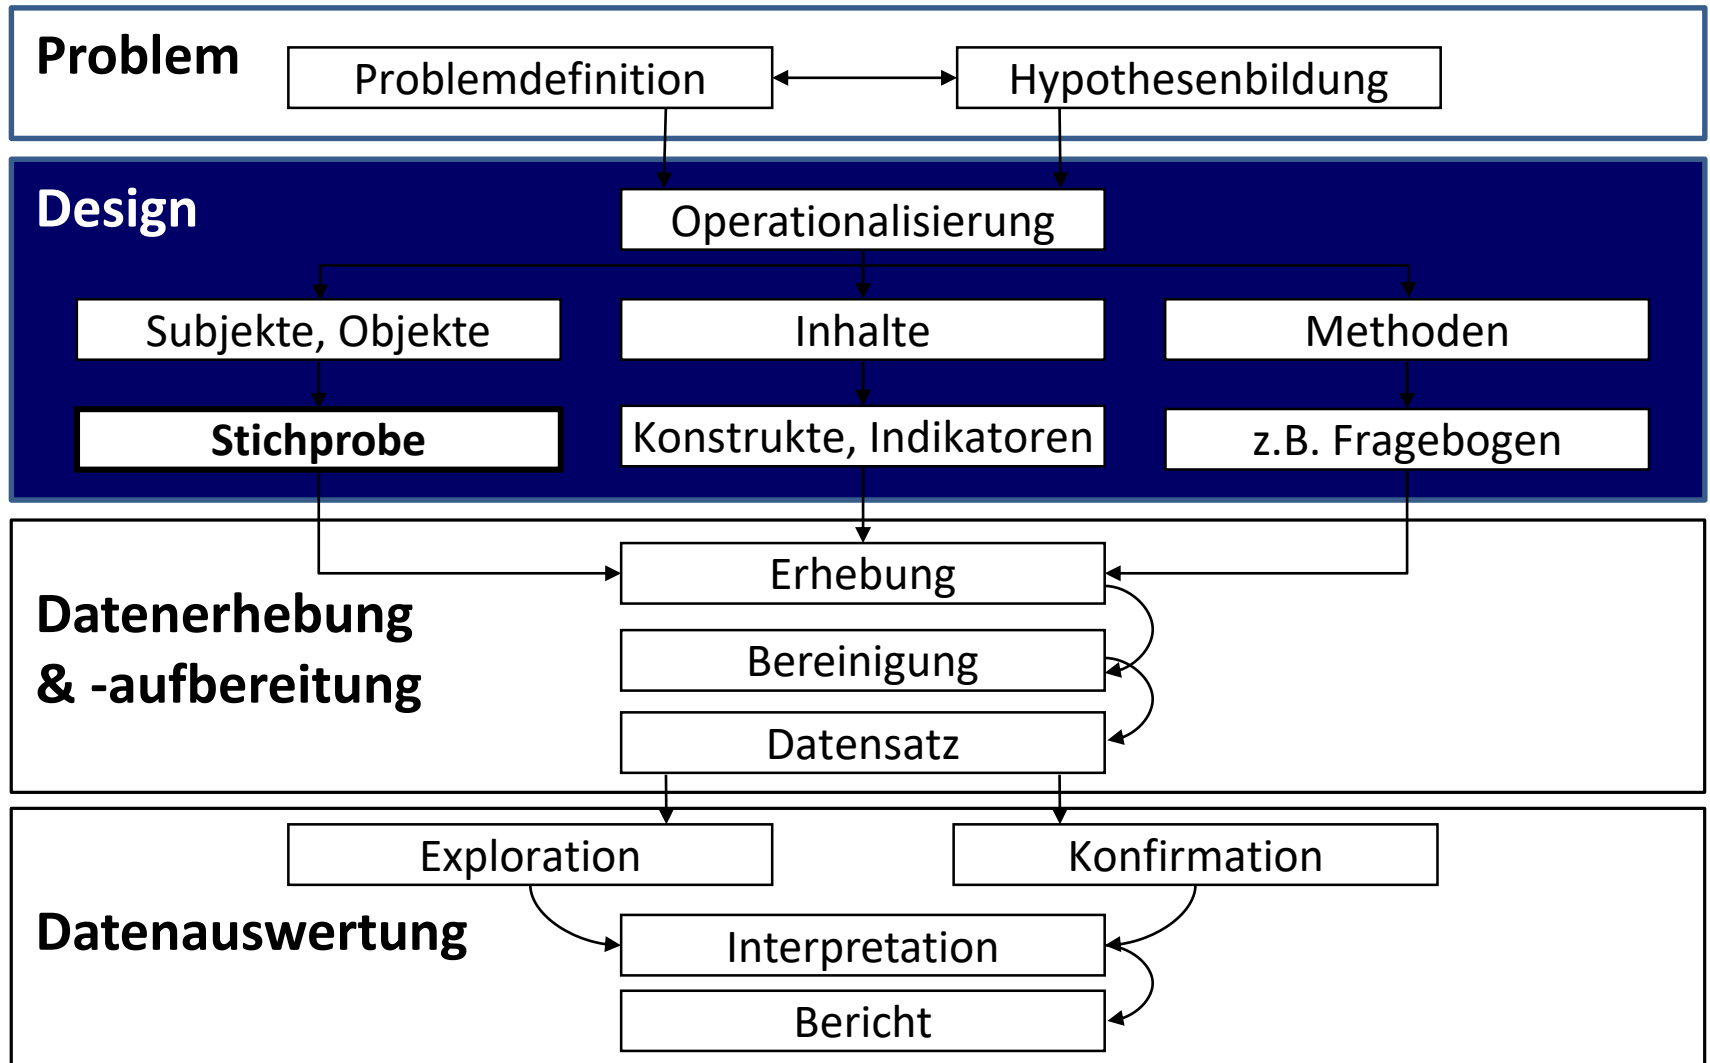 Problem
Problemdefinition
Hypothesenbildung
Design
Operationalisierung
Subjekte, Objekte
Inhalte
Methoden
Stichprobe
Konstrukte, Indikatoren
z.B. Fragebogen
Datenerhebung
& -aufbereitung
Erhebung
Bereinigung
Datensatz
Datenauswertung
Exploration
Konfirmation
Interpretation
Bericht